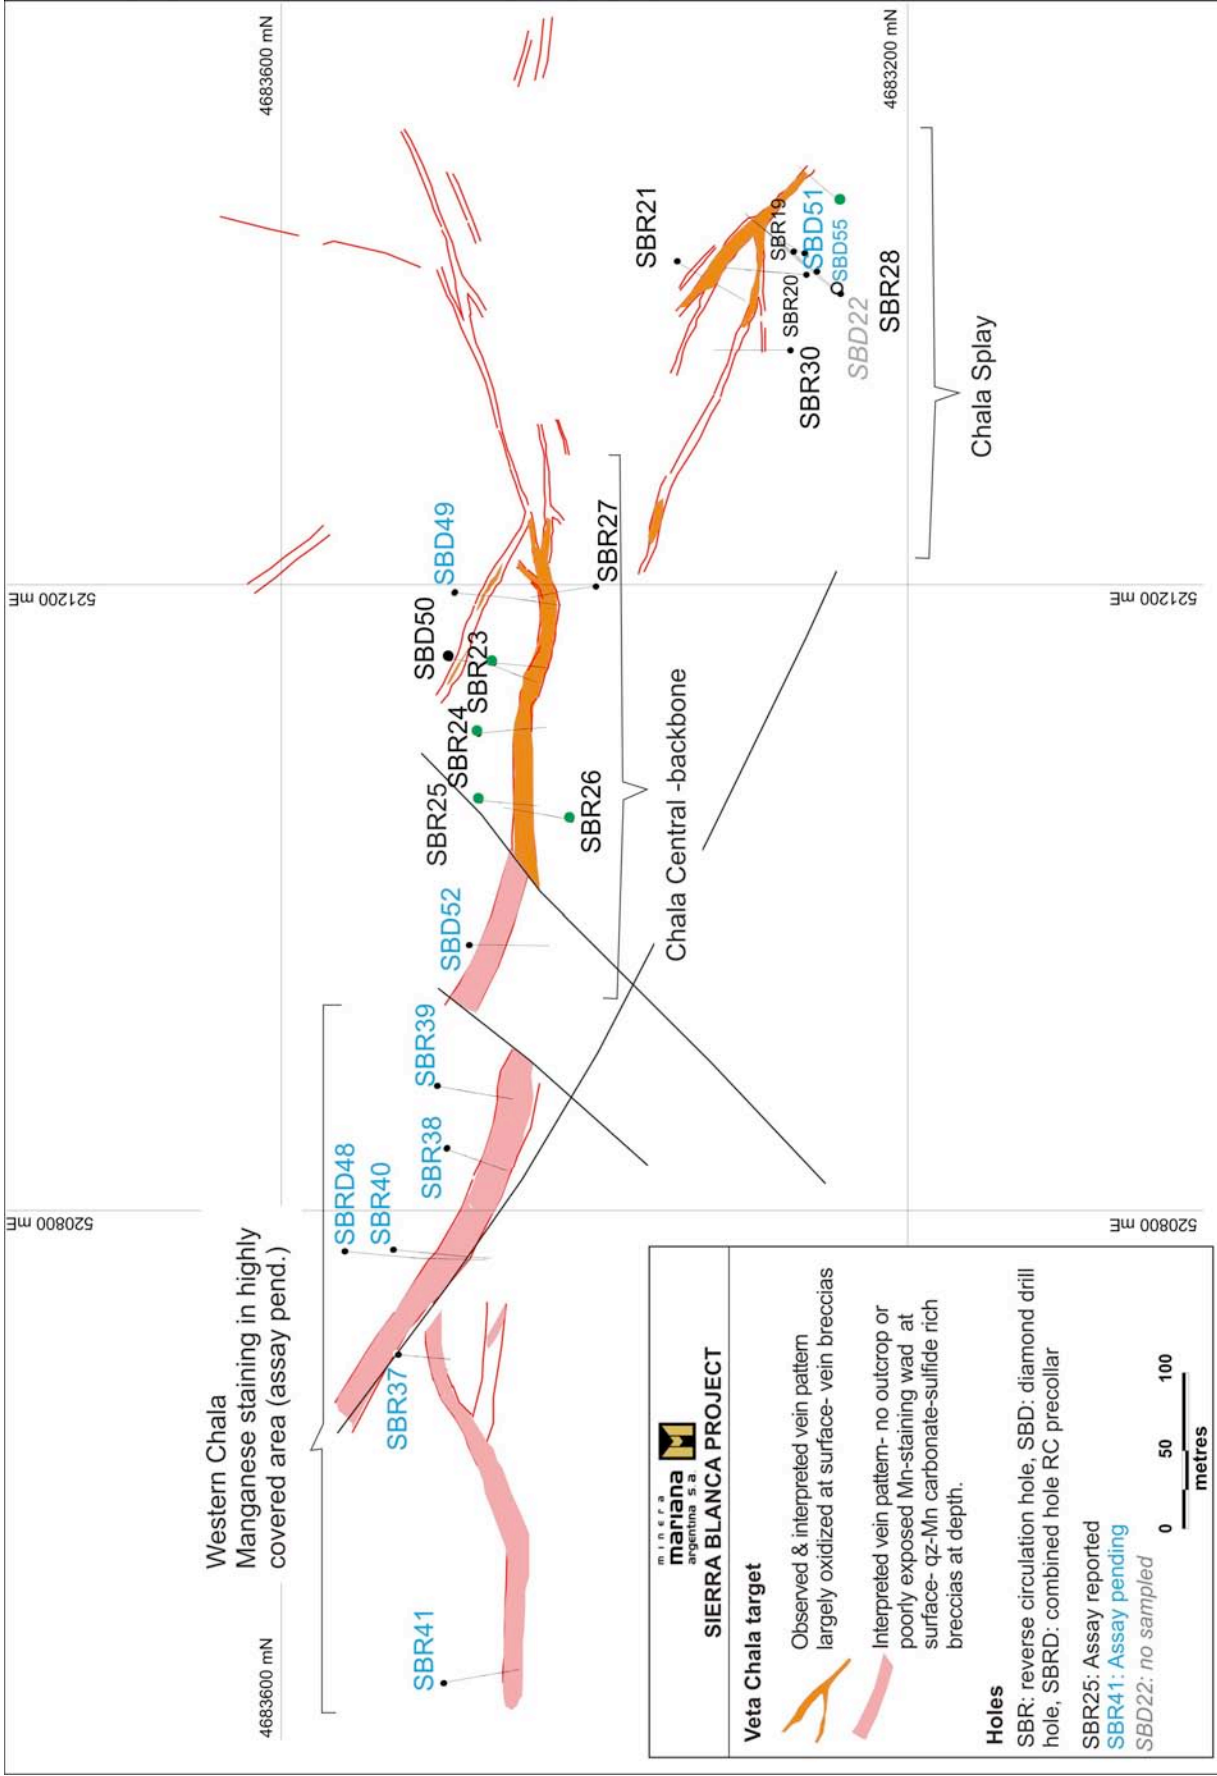 4683600 mN
4683200 mN
521200 mE
521200 mE
520800 mE
520800 mE
4683600 mN
Western Chala
Manganese staining in highly
covered area (assay pend.)
SBR41
SBR37
SBRD48
SBR40
SBR38
SBR39
SBD52
SBR25
SBR24
SBR23
SBD50
SBD49
SBR26
SBR27
Chala Central -backbone
SBR21
SBR19
SBD51
SBD55
SBR20
SBR30
SBD22
SBR28
Chala Splay
minera
mariana
argentina s.a.
SIERRA BLANCA PROJECT
Veta Chala target
Observed & interpreted vein pattern
largely oxidized at surface- vein breccias
Interpreted vein pattern- no outcrop or
poorly exposed Mn-staining wad at
surface- qz-Mn carbonate-sulfide rich
breccias at depth.
Holes
SBR: reverse circulation hole, SBD: diamond drill
hole, SBRD: combined hole RC precollar
SBR25: Assay reported
SBR41: Assay pending
SBD22: no sampled
0 50 100
metres